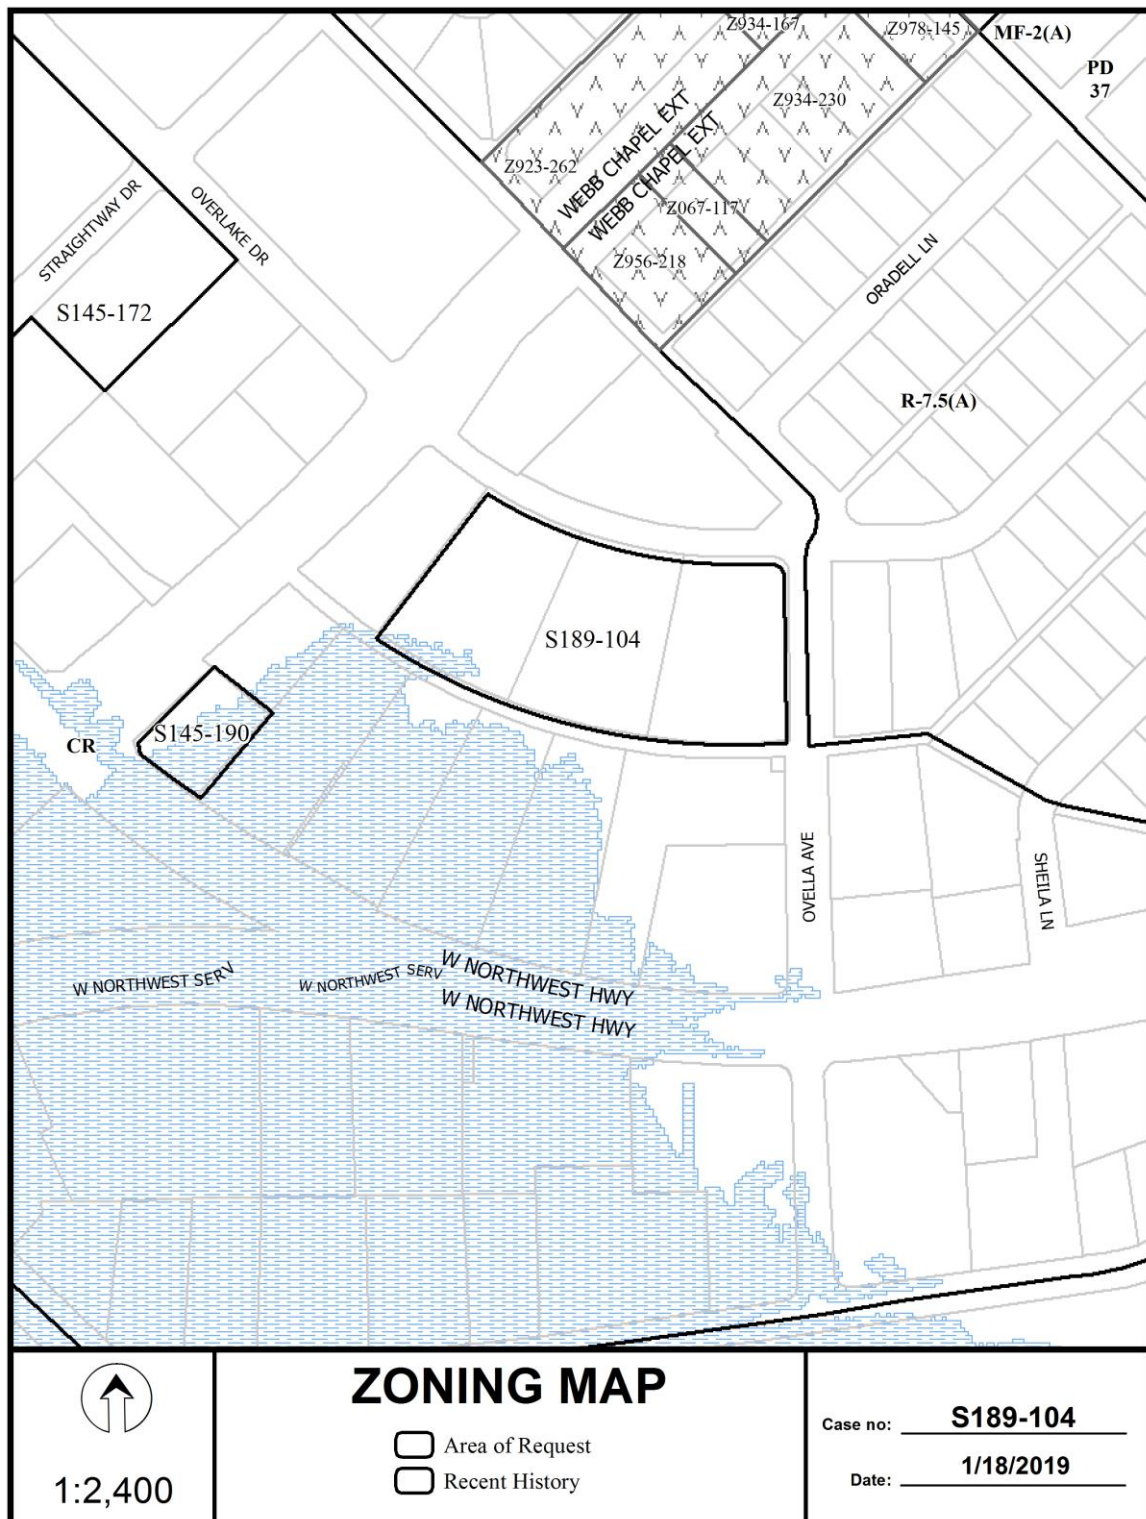 Z934-167
Z978-145
MF-2(A)
PD
37
Z934-230
WEBB CHAPEL EXT
WEBB CHAPEL EXT
Z923-262
Z067-117
Z956-218
STRAIGHTWAY DR
OVERLAKE DR
ORADELL LN
S145-172
R-7.5(A)
S189-104
S145-190
CR
OVELLA AVE
SHEILA LN
W NORTHWEST SERV
W NORTHWEST SERV
W NORTHWEST HWY
W NORTHWEST HWY
1:2,400
ZONING MAP
Area of Request
Recent History
Case no: S189-104
Date: 1/18/2019